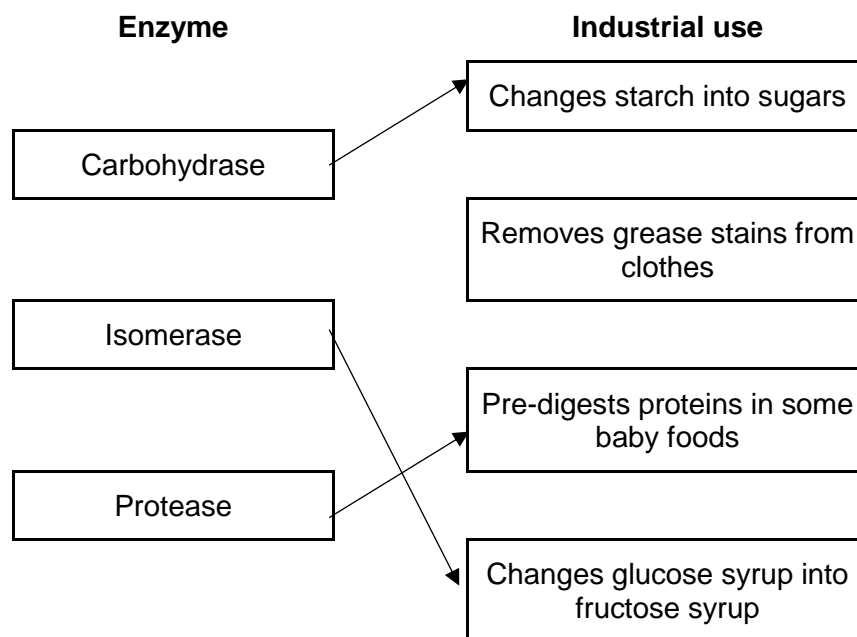 Enzyme
Industrial use
Changes starch into sugars
Carbohydrase
Removes grease stains from
clothes
Isomerase
Pre-digests proteins in some
baby foods
Protease
Changes glucose syrup into
fructose syrup